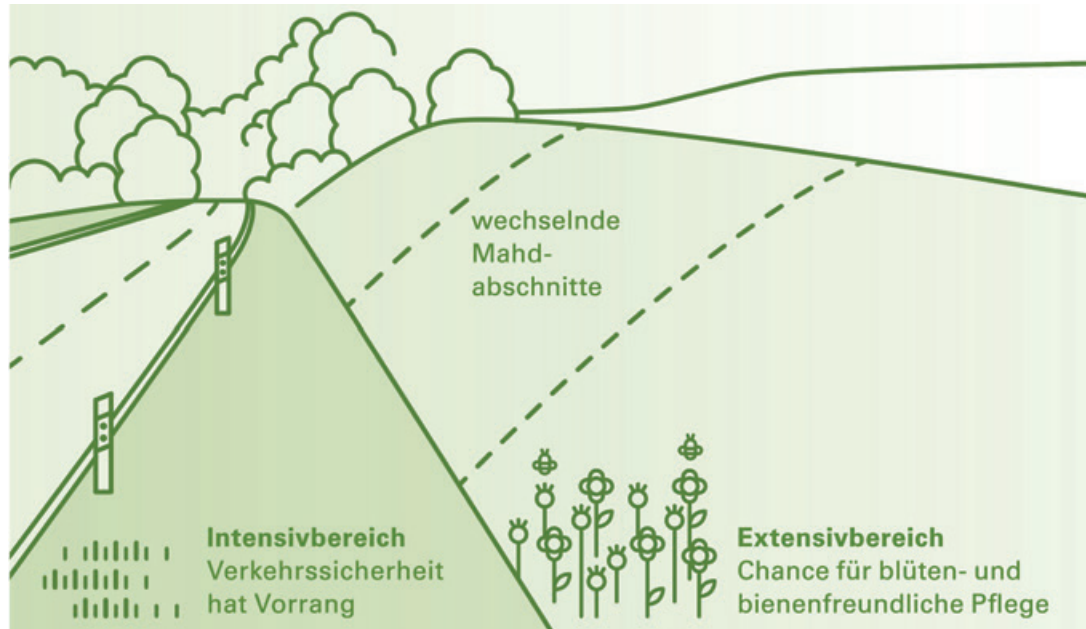 wechselnde
Mahd-
abschnitte
Intensivbereich
Verkehrssicherheit
hat Vorrang
Extensivbereich
Chance für blüten- und
bienenfreundliche Pflege